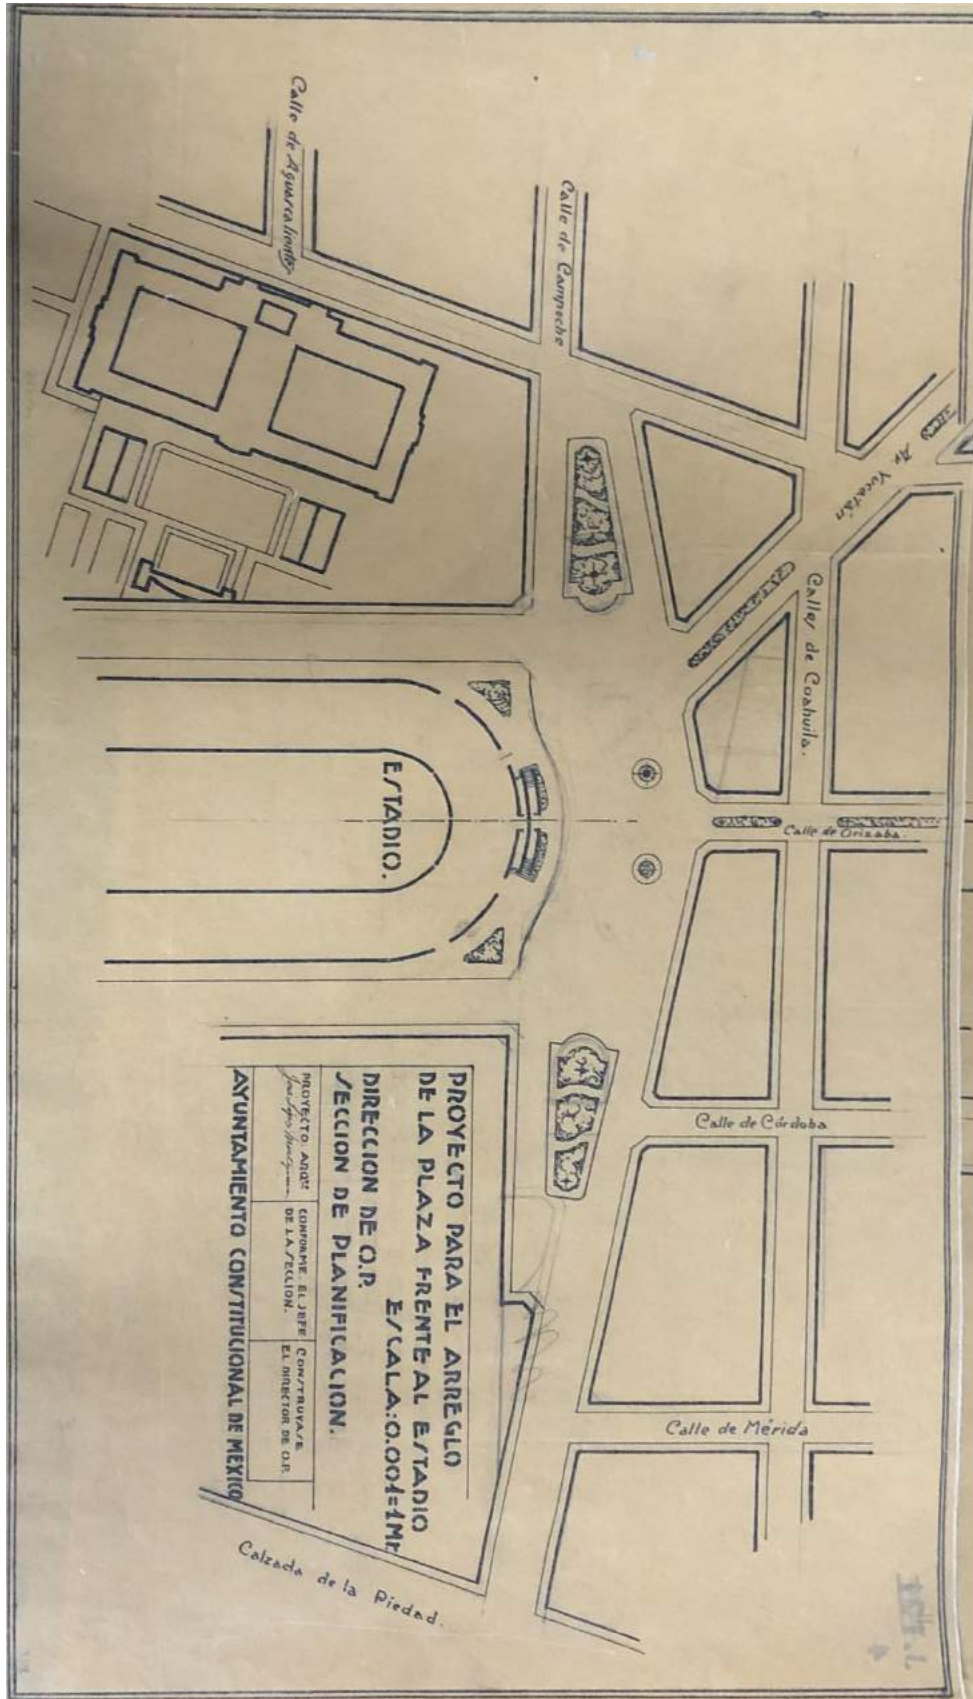 Calle de Aguascalientes
Calle de Campeche
Av. Yucatán
Calles de Coahuila.
Calle de Orizaba.
ESTADIO.
Calle de Córdoba
Calle de Mérida
Calzada de la Piedad.
PROYECTO PARA EL ARREGLO
DE LA PLAZA FRENTE AL ESTADIO
ESCALA:0.001=1Mt
DIRECCION DE O.P.
SECCION DE PLANIFICACION.
PROYECTO: ARQto
CONFORME. EL JEFE
DE LA SECCION.
CONSTRUYASE
EL DIRECTOR DE O.P.
AYUNTAMIENTO CONSTITUCIONAL DE MEXICO